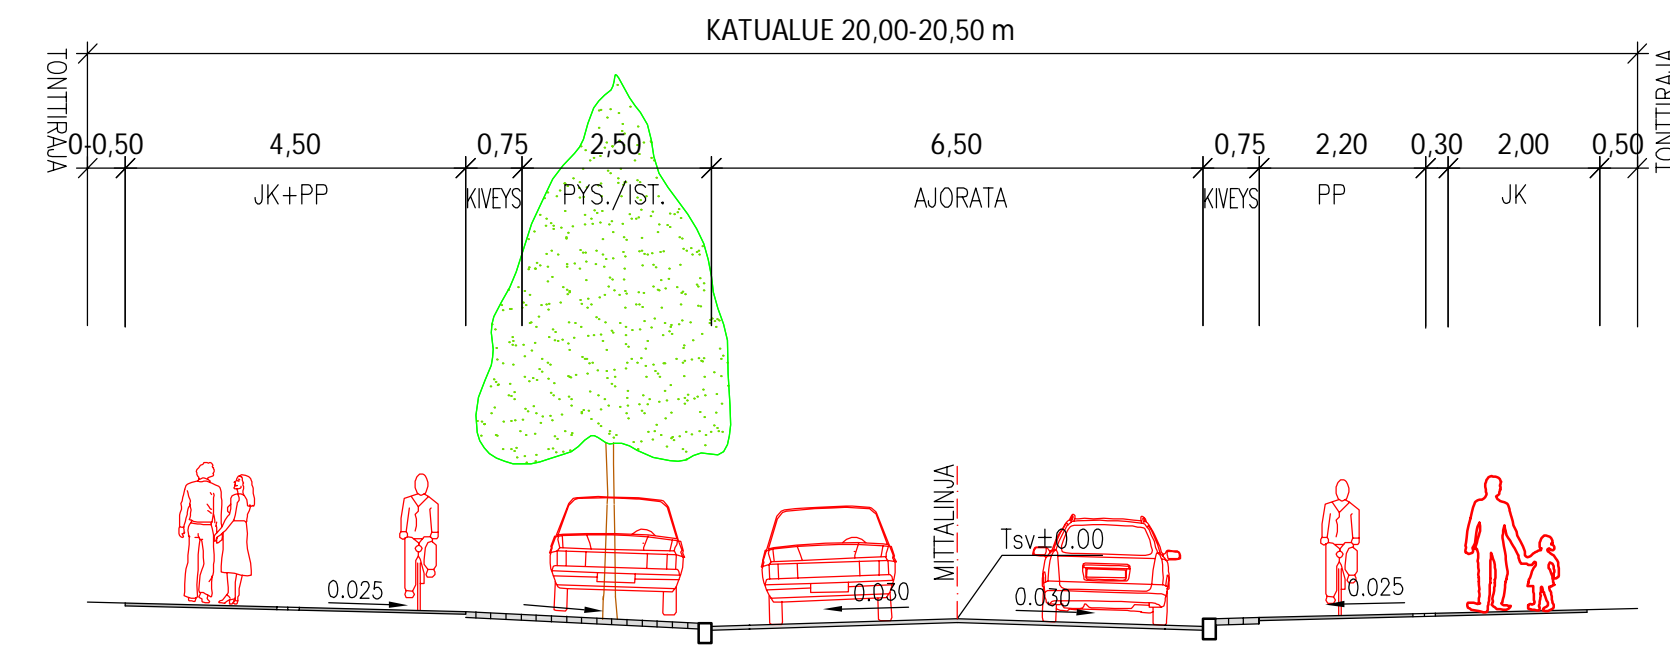 KATUALUE 20,00-20,50 m
TONTTIRAJA
TONTTIRAJA
0-0,50
4,50
0,75
2,50
6,50
0,75
2,20
0,30
2,00
0,50
JK+PP
KIVEYS
PYS./IST.
AJORATA
KIVEYS
PP
JK
MITTALINJA
Tsv±0.00
0.025
0.030
0.030
0.025